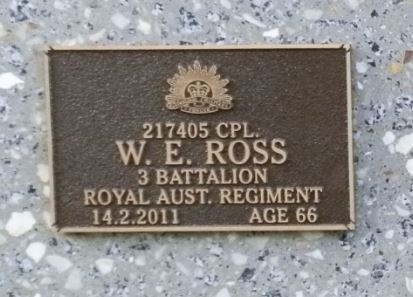 217405 CPL.
W. E. ROSS
3 BATTALION
ROYAL AUST. REGIMENT
14.2.2011 AGE 66